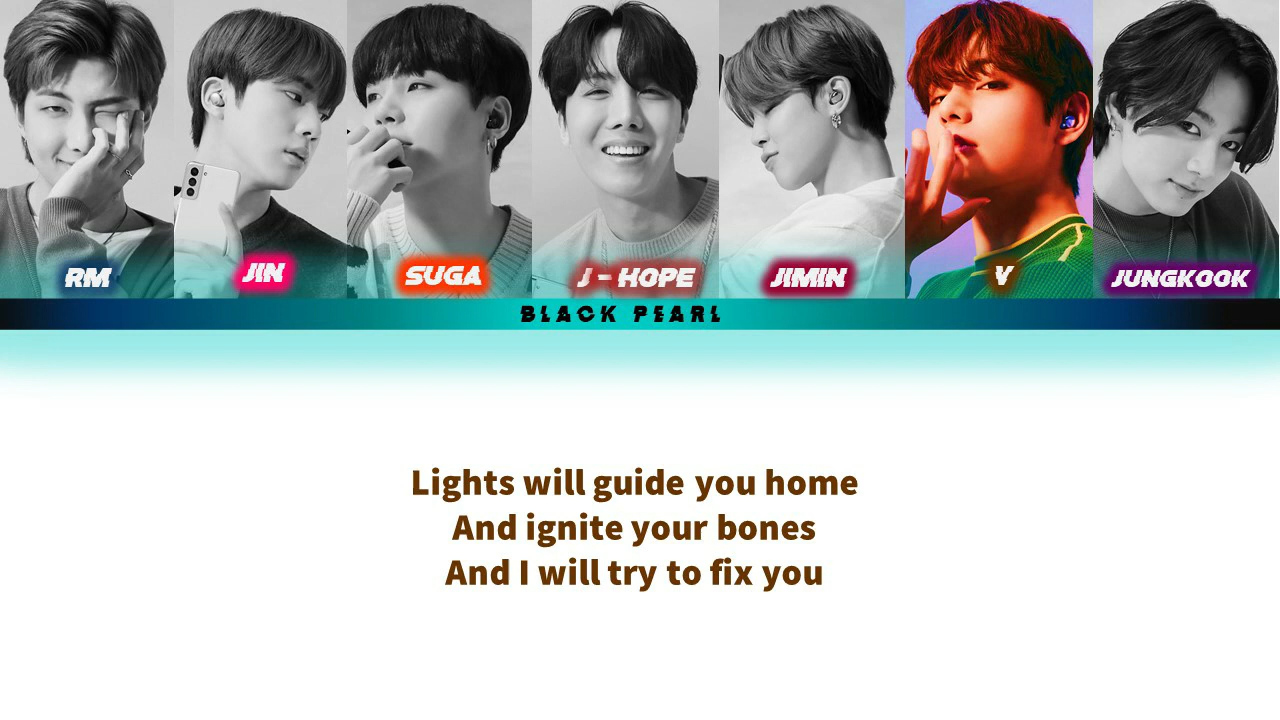 RM JIN SUGA J - HOPE JIMIN V JUNGKOOK
BLACK PEARL
Lights will guide you home
And ignite your bones
And I will try to fix you